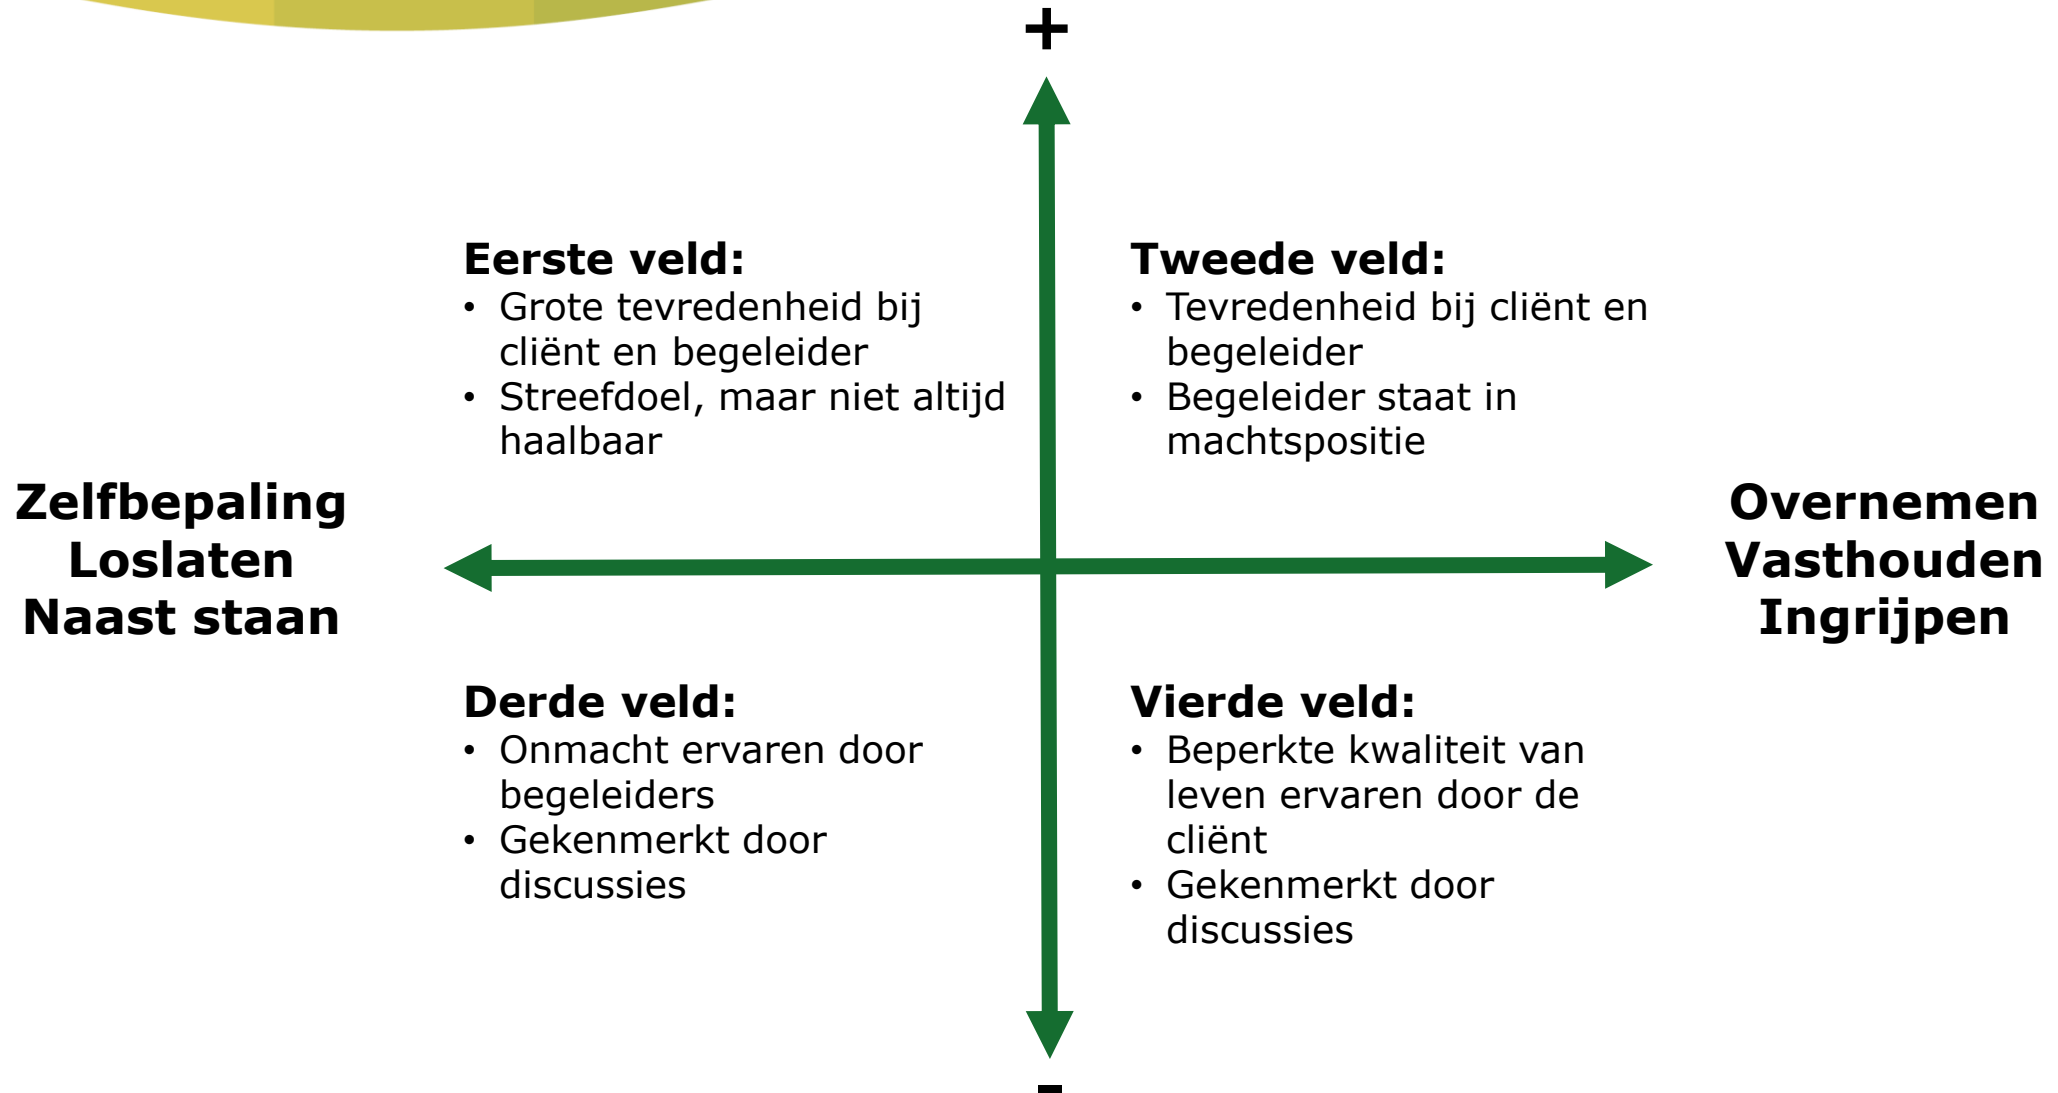 +
Eerste veld:
• Grote tevredenheid bij
cliënt en begeleider
• Streefdoel, maar niet altijd
haalbaar
Tweede veld:
• Tevredenheid bij cliënt en
begeleider
• Begeleider staat in
machtspositie
Zelfbepaling
Loslaten
Naast staan
Overnemen
Vasthouden
Ingrijpen
Derde veld:
• Onmacht ervaren door
begeleiders
• Gekenmerkt door
discussies
Vierde veld:
• Beperkte kwaliteit van
leven ervaren door de
cliënt
• Gekenmerkt door
discussies
-